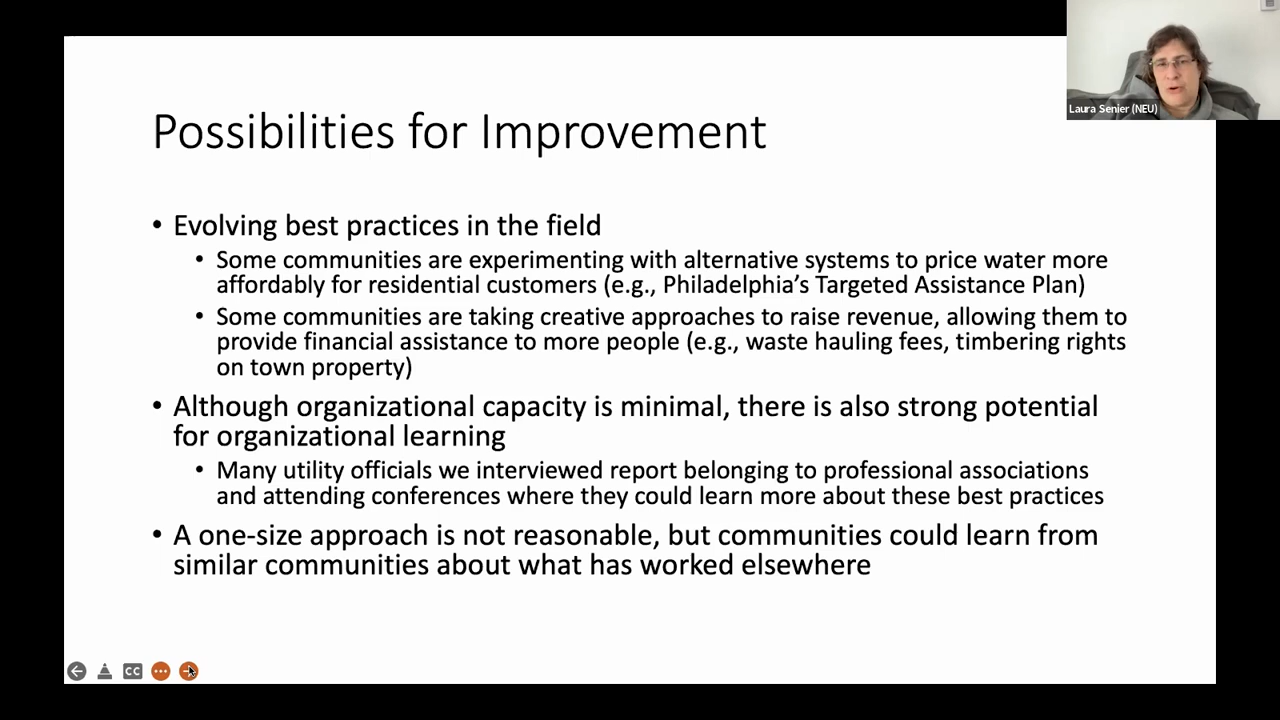 Laura Senier (NEU)
Possibilities for Improvement
• Evolving best practices in the field
• Some communities are experimenting with alternative systems to price water more
affordably for residential customers (e.g., Philadelphia’s Targeted Assistance Plan)
• Some communities are taking creative approaches to raise revenue, allowing them to
provide financial assistance to more people (e.g., waste hauling fees, timbering rights
on town property)
• Although organizational capacity is minimal, there is also strong potential
for organizational learning
• Many utility officials we interviewed report belonging to professional associations
and attending conferences where they could learn more about these best practices
• A one-size approach is not reasonable, but communities could learn from
similar communities about what has worked elsewhere
CC